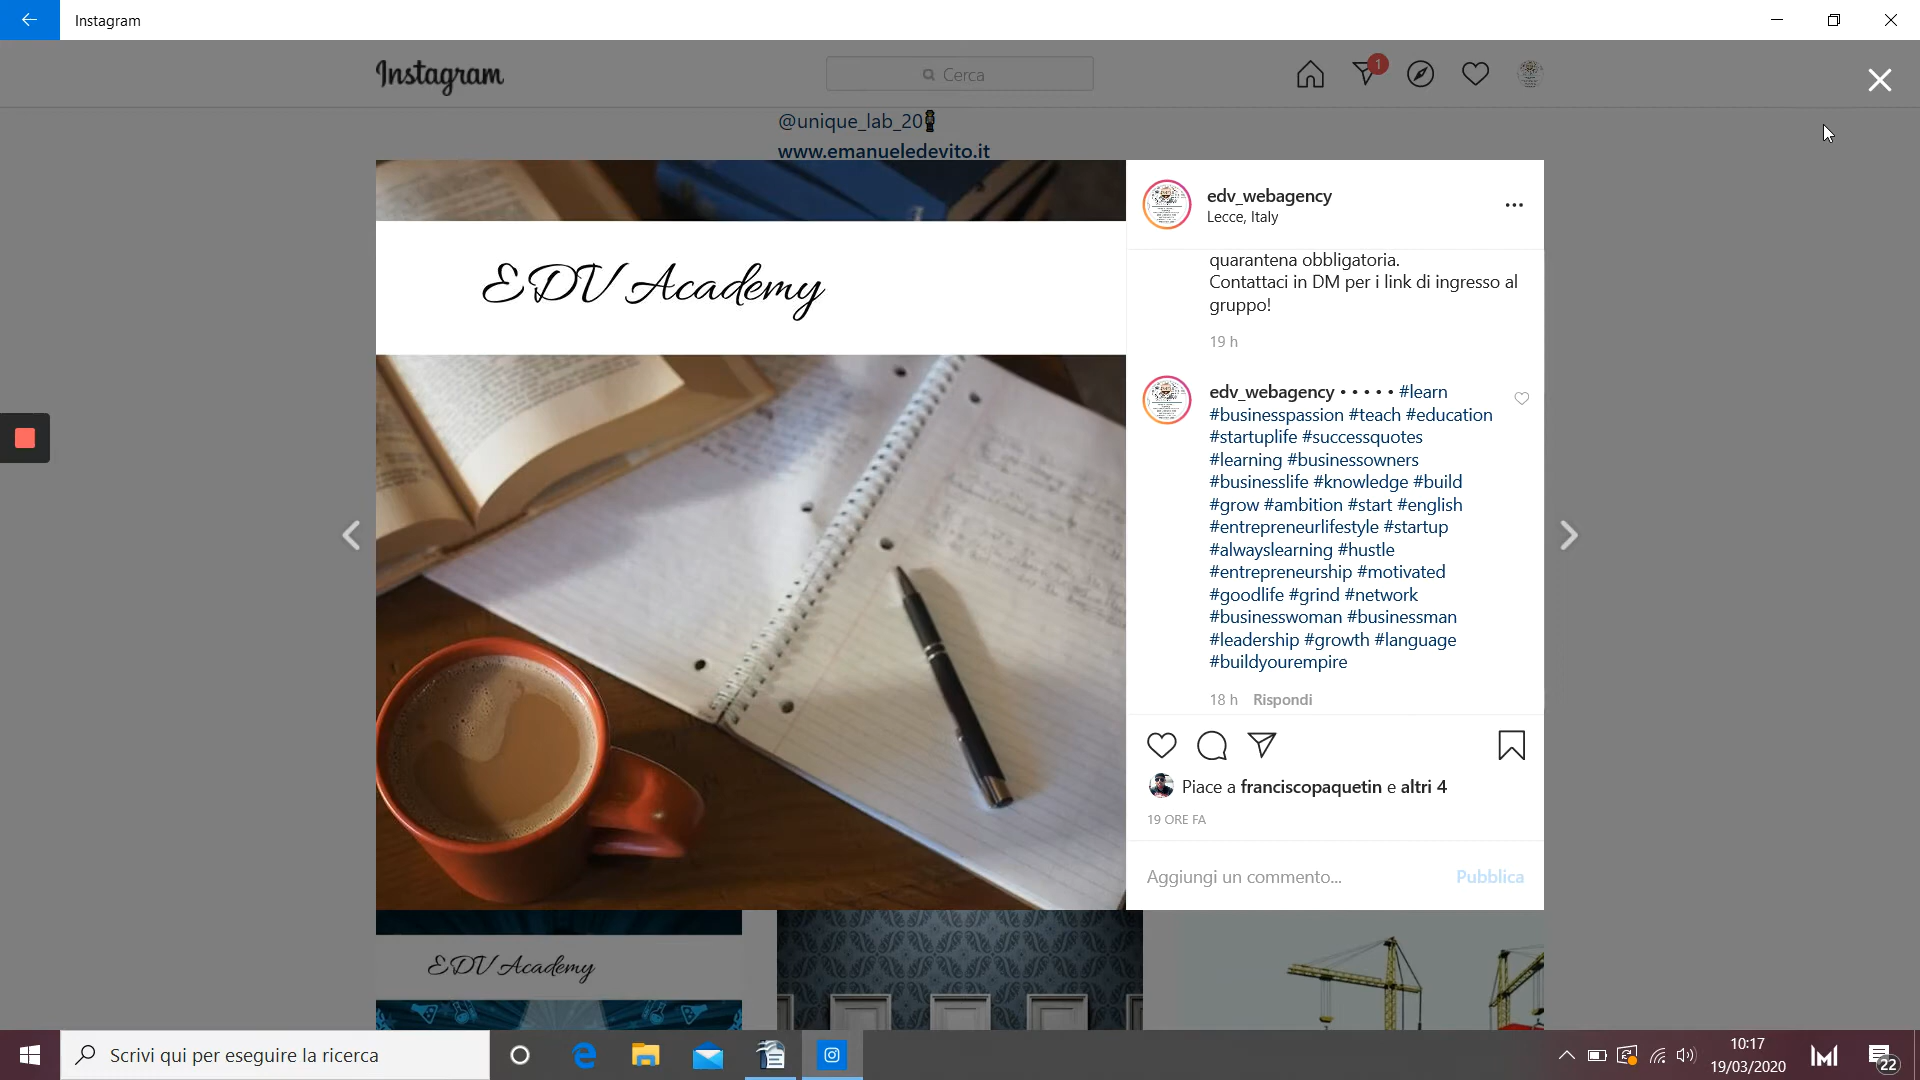 Instagram
Instagram
Cerca
1
@unique_lab_20
www.emanueledevito.it
EDV Academy
edv_webagency
Lecce, Italy
quarantena obbligatoria.
Contattaci in DM per i link di ingresso al
gruppo!
19 h
edv_webagency • • • • • #learn
#businesspassion #teach #education
#startuplife #successquotes
#learning #businessowners
#businesslife #knowledge #build
#grow #ambition #start #english
#entrepreneurlifestyle #startup
#alwayslearning #hustle
#entrepreneurship #motivated
#goodlife #grind #network
#businesswoman #businessman
#leadership #growth #language
#buildyourempire
18 h Rispondi
Piace a franciscopaquetin e altri 4
19 ORE FA
Aggiungi un commento... Pubblica
EDV Academy
Scrivi qui per eseguire la ricerca
10:17
19/03/2020
22